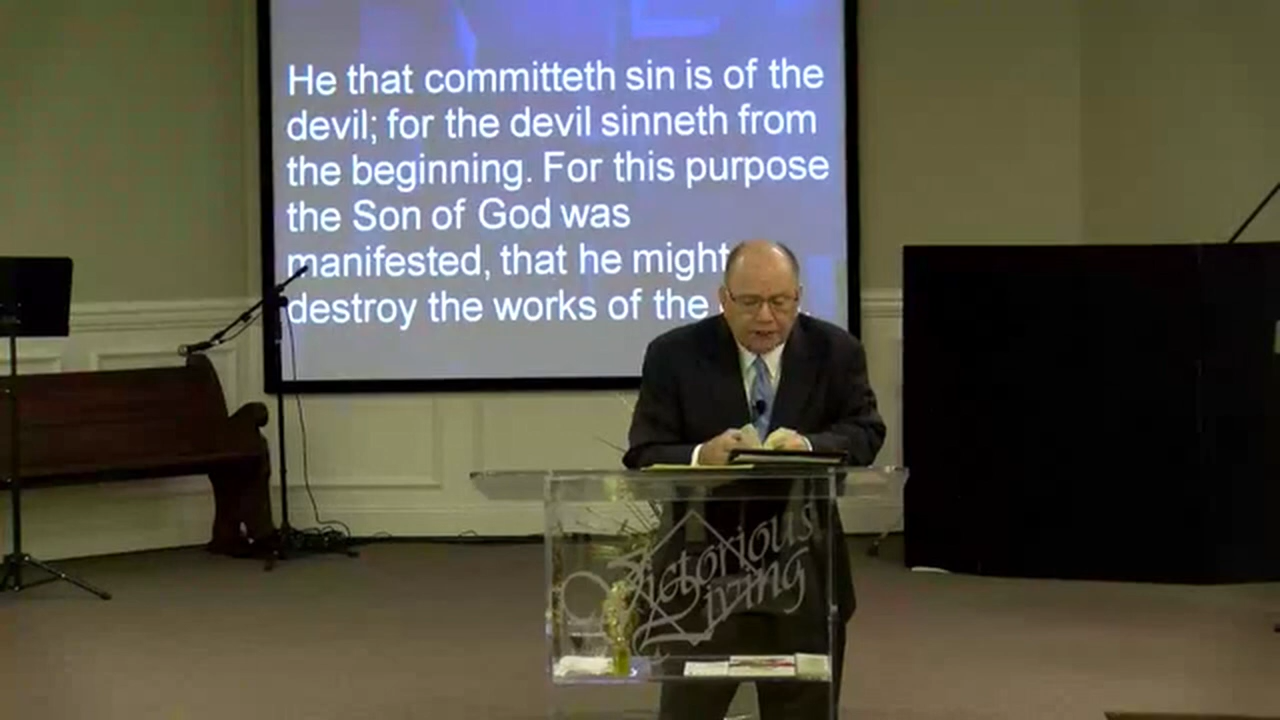 He that committeth sin is of the
devil; for the devil sinneth from
the beginning. For this purpose
the Son of God was
manifested, that he might
destroy the works of the
Victorious
Living